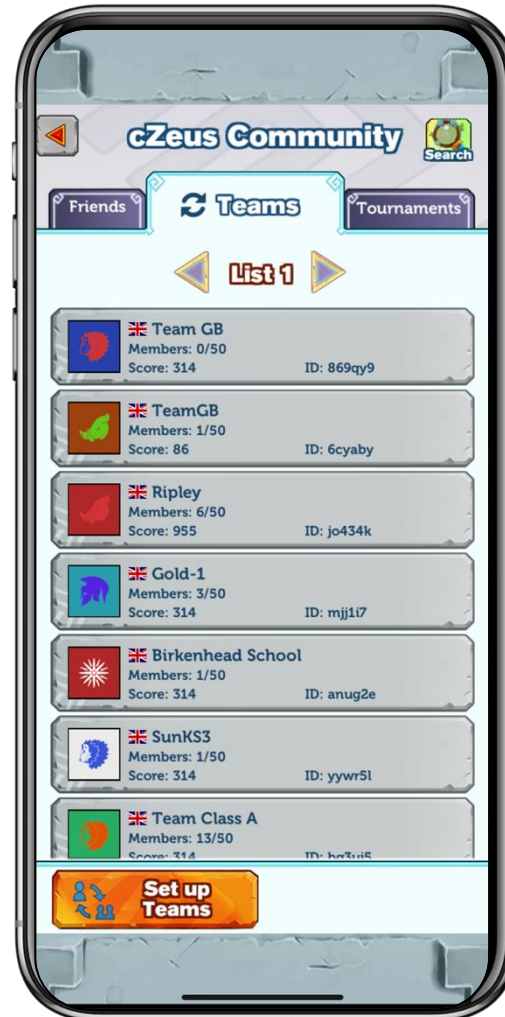 cZeus Community
Search
Friends
Teams
Tournaments
List 1
Team GB
Members: 0/50
Score: 314 ID: 869qy9
TeamGB
Members: 1/50
Score: 86 ID: 6cyaby
Ripley
Members: 6/50
Score: 955 ID: jo434k
Gold-1
Members: 3/50
Score: 314 ID: mjj1i7
Birkenhead School
Members: 1/50
Score: 314 ID: anug2e
SunKS3
Members: 1/50
Score: 314 ID: yywr5l
Team Class A
Members: 13/50
Score: 314 ID:
Set up
Teams